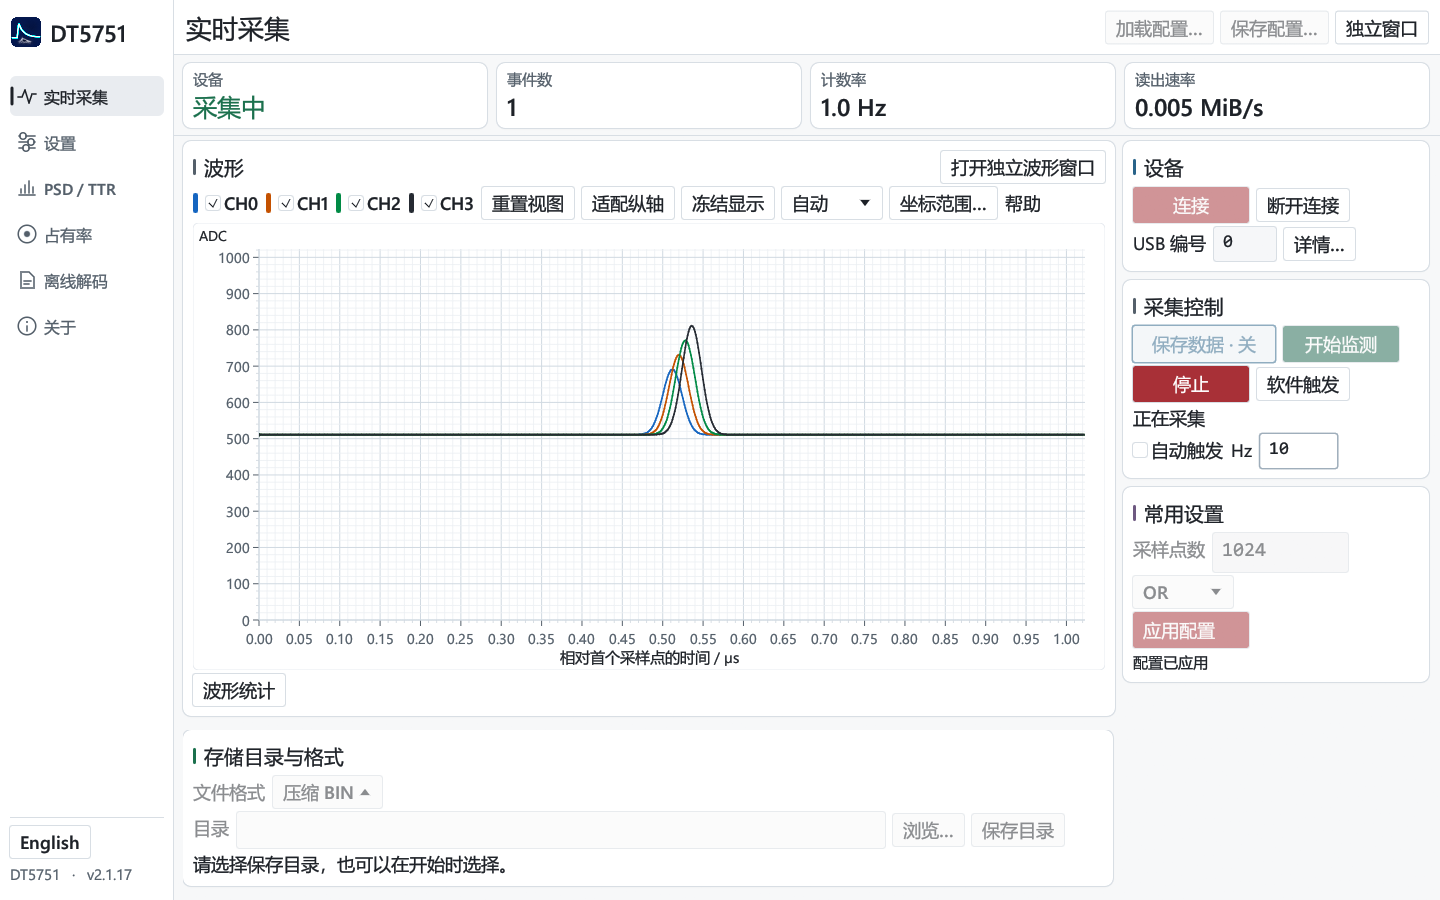 DT5751
实时采集
设置
PSD / TTR
占有率
离线解码
关于
English
DT5751 · v2.1.17
实时采集
加载配置...
保存配置...
独立窗口
设备
采集中
事件数
1
计数率
1.0 Hz
读出速率
0.005 MiB/s
波形
打开独立波形窗口
CH0 CH1 CH2 CH3 重置视图 适配纵轴 冻结显示 自动 坐标范围... 帮助
ADC
1000
900
800
700
600
500
400
300
200
100
0
0.00 0.05 0.10 0.15 0.20 0.25 0.30 0.35 0.40 0.45 0.50 0.55 0.60 0.65 0.70 0.75 0.80 0.85 0.90 0.95 1.00
相对首个采样点的时间 / μs
波形统计
存储目录与格式
文件格式 压缩 BIN
目录 浏览... 保存目录
请选择保存目录，也可以在开始时选择。
设备
连接 断开连接
USB 编号 0 详情...
采集控制
保存数据 · 关 开始监测
停止 软件触发
正在采集
自动触发 Hz 10
常用设置
采样点数 1024
OR
应用配置
配置已应用